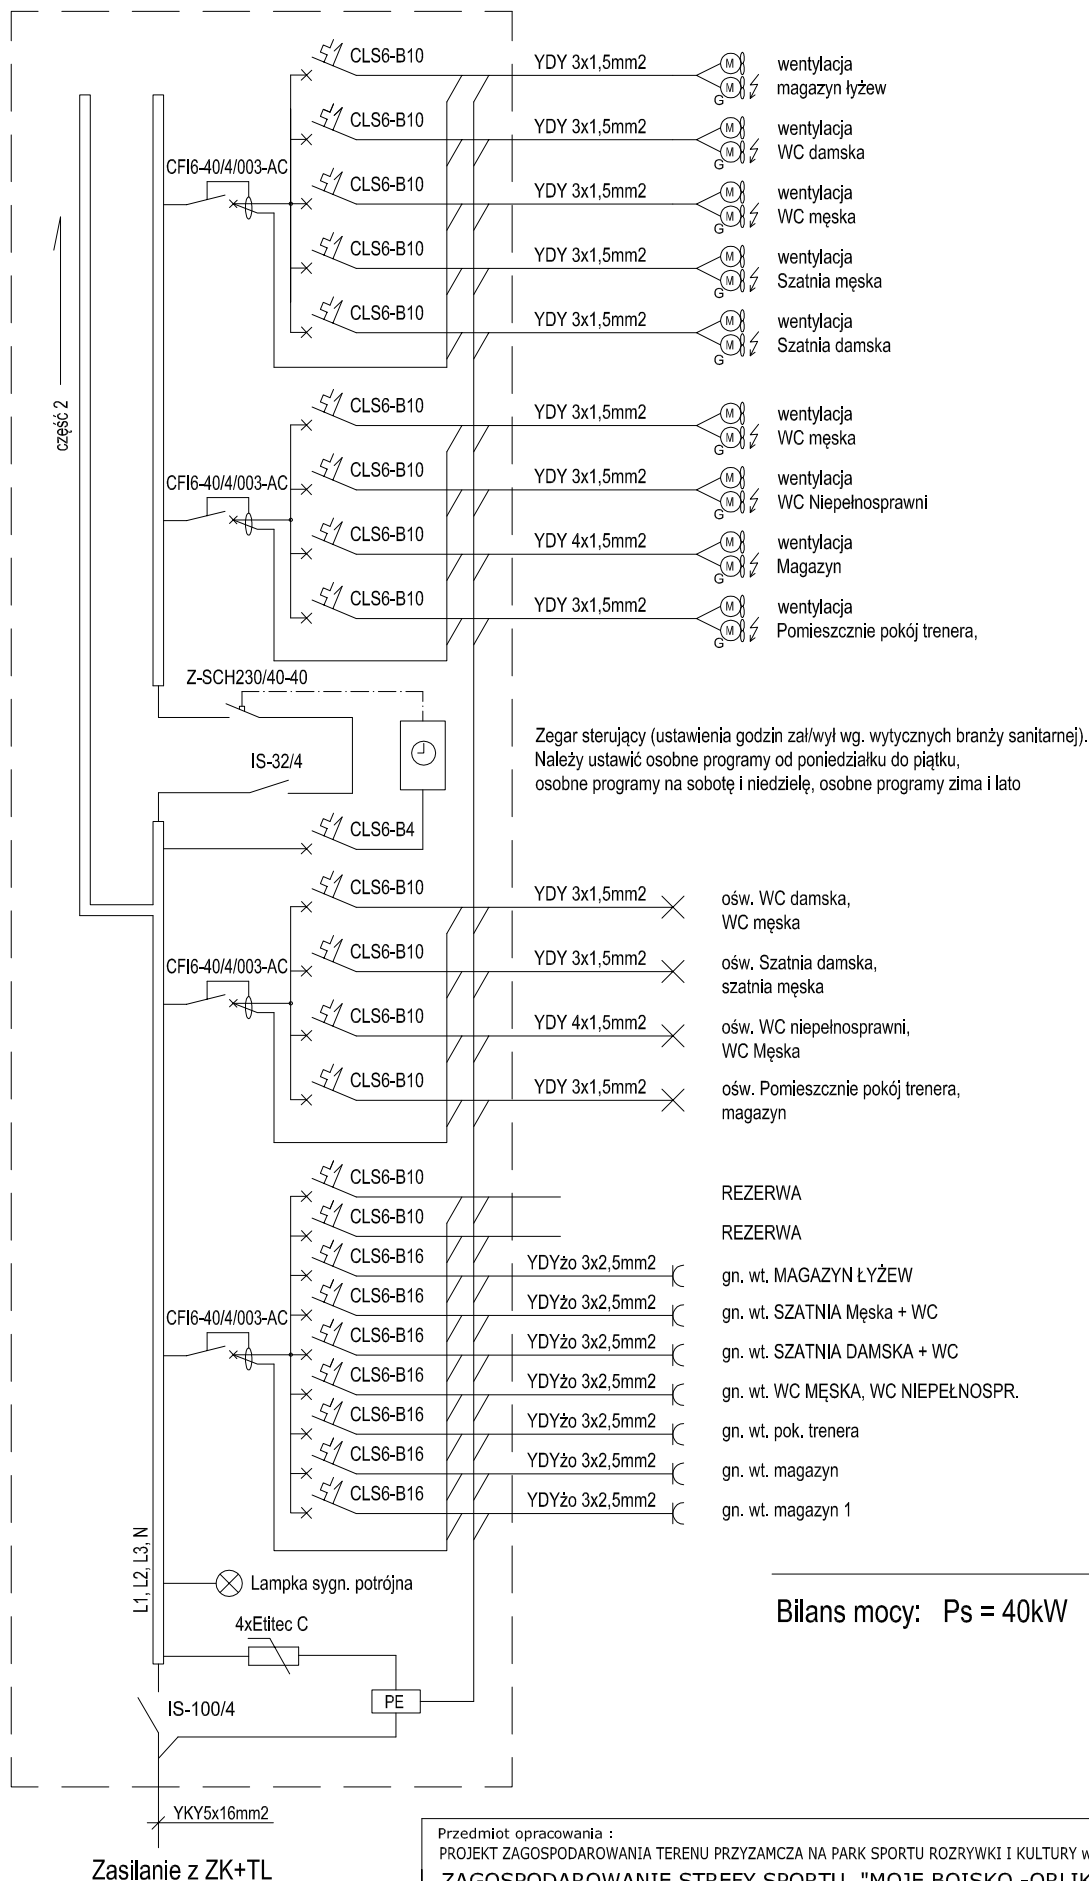 CLS6-B10 YDY 3x1,5mm2 M wentylacja
G M magazyn łyżew
CLS6-B10 YDY 3x1,5mm2 M wentylacja
G M WC damska
CFI6-40/4/003-AC
CLS6-B10 YDY 3x1,5mm2 M wentylacja
G M WC męska
CLS6-B10 YDY 3x1,5mm2 M wentylacja
G M Szatnia męska
CLS6-B10 YDY 3x1,5mm2 M wentylacja
G M Szatnia damska
część 2
CLS6-B10 YDY 3x1,5mm2 M wentylacja
G M WC męska
CFI6-40/4/003-AC
CLS6-B10 YDY 3x1,5mm2 M wentylacja
G M WC Niepełnosprawni
CLS6-B10 YDY 4x1,5mm2 M wentylacja
G M Magazyn
CLS6-B10 YDY 3x1,5mm2 M wentylacja
G M Pomieszcznie pokój trenera,
Z-SCH230/40-40
IS-32/4
Zegar sterujący (ustawienia godzin zał/wył wg. wytycznych branży sanitarnej).
Należy ustawić osobne programy od poniedziałku do piątku,
osobne programy na sobotę i niedzielę, osobne programy zima i lato
CLS6-B4
CLS6-B10 YDY 3x1,5mm2 ośw. WC damska,
WC męska
CFI6-40/4/003-AC
CLS6-B10 YDY 3x1,5mm2 ośw. Szatnia damska,
szatnia męska
CLS6-B10 YDY 4x1,5mm2 ośw. WC niepełnosprawni,
WC Męska
CLS6-B10 YDY 3x1,5mm2 ośw. Pomieszcznie pokój trenera,
magazyn
CLS6-B10 REZERWA
CLS6-B10 REZERWA
CLS6-B16 YDYżo 3x2,5mm2 gn. wt. MAGAZYN ŁYŻEW
CLS6-B16 YDYżo 3x2,5mm2 gn. wt. SZATNIA Męska + WC
CFI6-40/4/003-AC
CLS6-B16 YDYżo 3x2,5mm2 gn. wt. SZATNIA DAMSKA + WC
CLS6-B16 YDYżo 3x2,5mm2 gn. wt. WC MĘSKA, WC NIEPEŁNOSPR.
CLS6-B16 YDYżo 3x2,5mm2 gn. wt. pok. trenera
CLS6-B16 YDYżo 3x2,5mm2 gn. wt. magazyn
CLS6-B16 YDYżo 3x2,5mm2 gn. wt. magazyn 1
L1, L2, L3, N
Lampka sygn. potrójna
Bilans mocy: Ps = 40kW
4xEtitec C
PE
IS-100/4
YKY5x16mm2
Zasilanie z ZK+TL
Przedmiot opracowania :
PROJEKT ZAGOSPODAROWANIA TERENU PRZYZAMCZA NA PARK SPORTU ROZRYWKI I KULTURY w
ZAGOSPODAROWANIE STREFY SPORTU "MOJE BOISKO -ORLIK